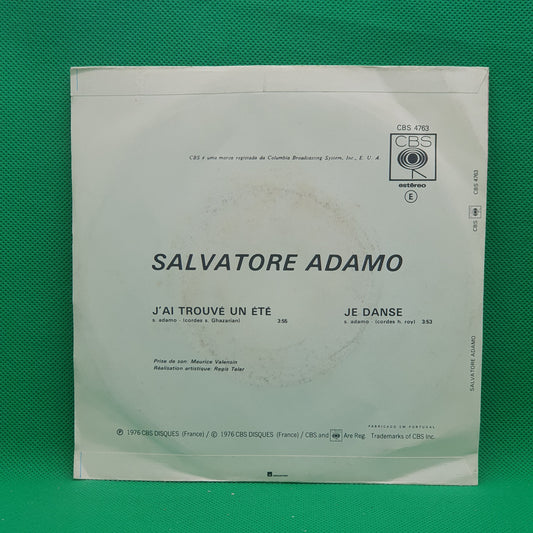 CBS 4763
CBS
estéreo
E
CBS é uma marca registada da Columbia Broadcasting System, Inc., E. U. A.
CBS 4763
CBS
SALVATORE ADAMO
SALVATORE ADAMO
J'AI TROUVÉ UN ÉTÉ
s. adamo - (cordes s. Ghazarian) 3:55
JE DANSE
s. adamo - (cordes h. roy) 3:53
Prise de son: Maurice Valensin
Réalisation artistique: Regis Talar
FABRICADO EM PORTUGAL
℗ 1976 CBS DISQUES (France) / © 1976 CBS DISQUES (France) / CBS and Are Reg. Trademarks of CBS Inc.